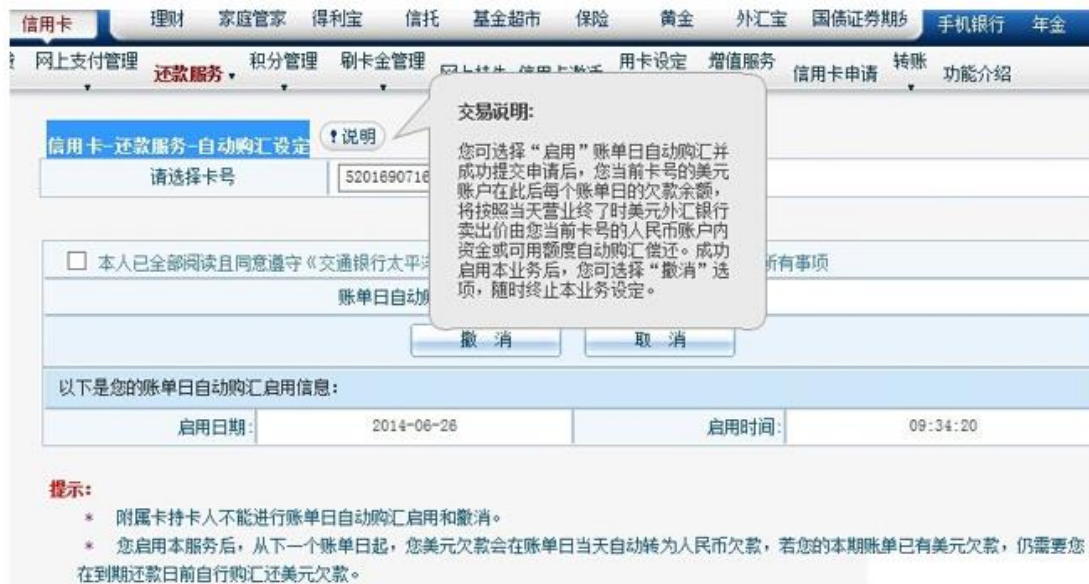 信用卡 理财 家庭管家 得利宝 信托 基金超市 保险 黄金 外汇宝 国债证券期 手机银行 年金
网上支付管理 还款服务 积分管理 刷卡金管理 用卡设定 增值服务 信用卡申请 转账 功能介绍
信用卡-还款服务-自动购汇设定 说明
请选择卡号 5201690716
交易说明:
您可选择“启用”账单日自动购汇并
成功提交申请后，您当前卡号的美元
账户在此后每个账单日的欠款余额，
将按照当天营业终了时美元外汇银行
卖出价由您当前卡号的人民币账户内
资金或可用额度自动购汇偿还。成功
启用本业务后，您可选择“撤消”选
项，随时终止本业务设定。
本人已全部阅读且同意遵守《交通银行太平 所有事项
账单日自动
撤 消 取 消
以下是您的账单日自动购汇启用信息:
启用日期: 2014-06-26 启用时间: 09:34:20
提示:
* 附属卡持卡人不能进行账单日自动购汇启用和撤消。
* 您启用本服务后，从下一个账单日起，您美元欠款会在账单日当天自动转为人民币欠款，若您的本期账单已有美元欠款，仍需要您
在到期还款日前自行购汇还美元欠款。